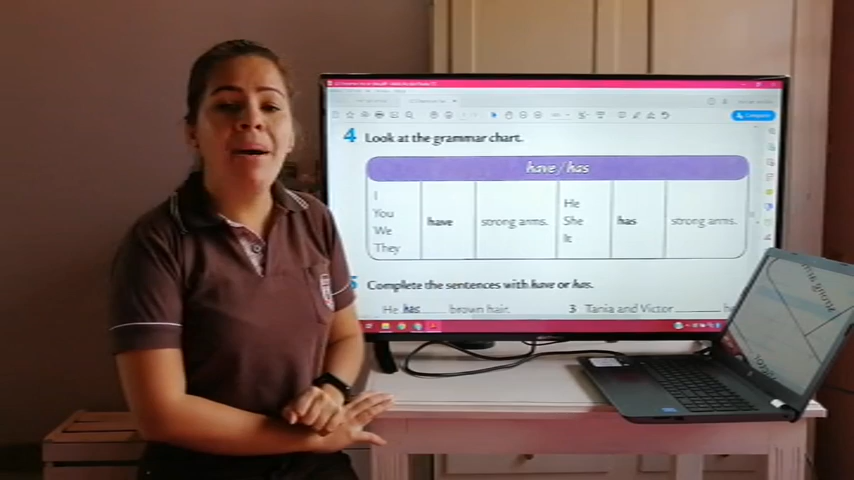 4 Look at the grammar chart.
have / has
I
You
We
They
have
strong arms.
He
She
It
has
strong arms.
5 Complete the sentences with have or has.
He has brown hair.
3 Tania and Victor